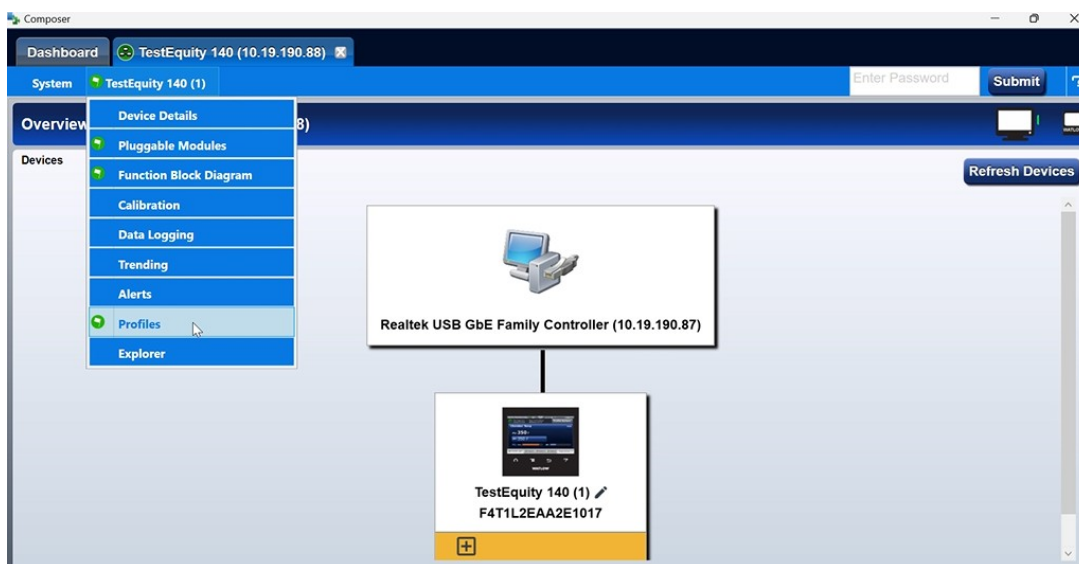 Composer
Dashboard TestEquity 140 (10.19.190.88)
System TestEquity 140 (1) Enter Password Submit ?
Overview 8)
Devices
Refresh Devices
Device Details
Pluggable Modules
Function Block Diagram
Calibration
Data Logging
Trending
Alerts
Profiles
Explorer
Realtek USB GbE Family Controller (10.19.190.87)
WATLOW
TestEquity 140 (1)
F4T1L2EAA2E1017